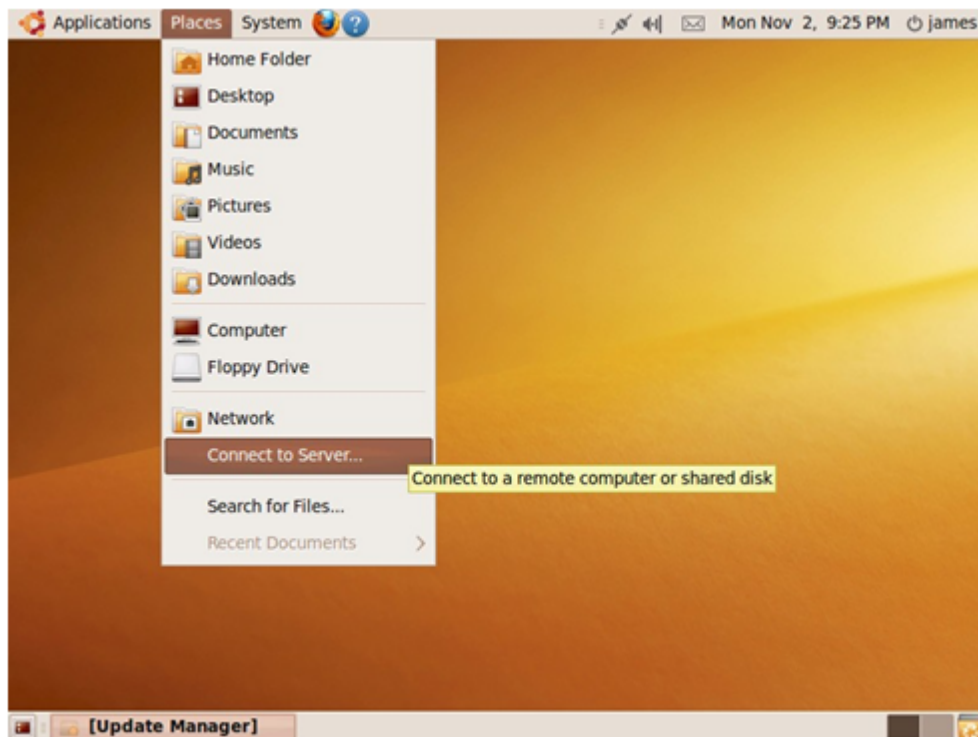 Applications Places System Mon Nov 2, 9:25 PM james
Home Folder
Desktop
Documents
Music
Pictures
Videos
Downloads
Computer
Floppy Drive
Network
Connect to Server...
Connect to a remote computer or shared disk
Search for Files...
Recent Documents
[Update Manager]